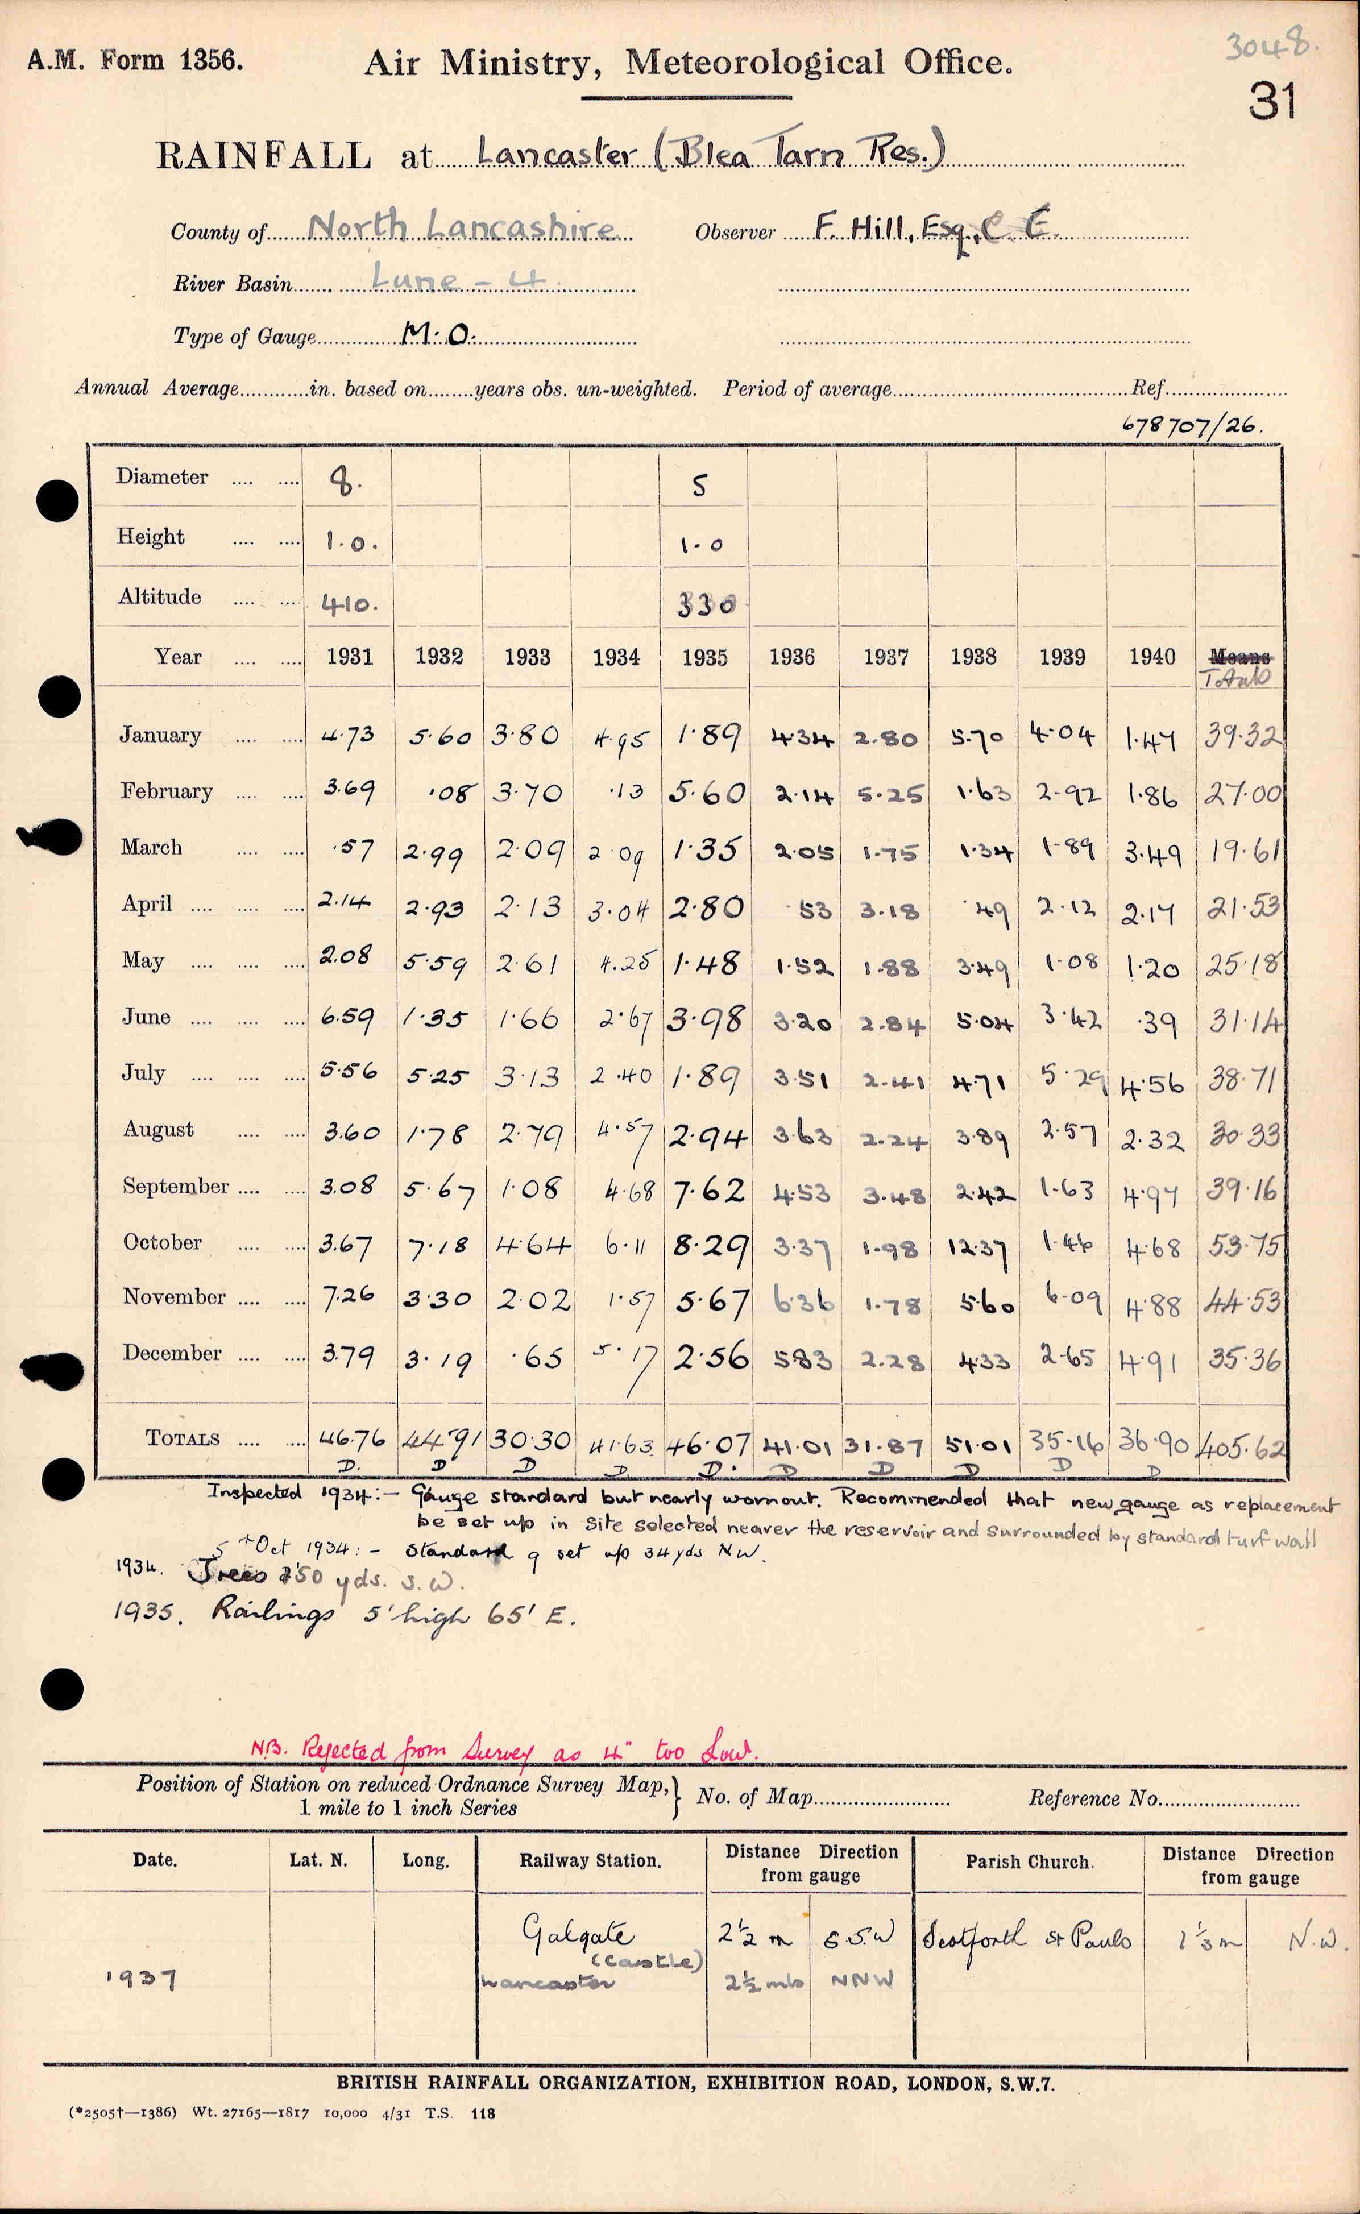 3048.
A.M. Form 1356. Air Ministry, Meteorological Office.
31
RAINFALL at Lancaster (Blea Tarn Res.)
County of North Lancashire Observer F. Hill, Esq., C.E.
River Basin Lune - 4
Type of Gauge M.O.
Annual Average in. based on years obs. un-weighted. Period of average Ref.
678707/26.
Diameter 8. 5
Height 1.0. 1.0
Altitude 410. 330
Year 1931 1932 1933 1934 1935 1936 1937 1938 1939 1940 Means
Totals
January 4.73 5.60 3.80 4.95 1.89 4.34 2.80 5.70 4.04 1.47 39.32
February 3.69 .08 3.70 .13 5.60 2.14 5.25 1.63 2.92 1.86 27.00
March .57 2.99 2.09 2.09 1.35 2.05 1.75 1.34 1.89 3.49 19.61
April 2.14 2.93 2.13 3.04 2.80 .53 3.18 .49 2.12 2.17 21.53
May 2.08 5.59 2.61 4.25 1.48 1.52 1.88 3.49 1.08 1.20 25.18
June 6.59 1.35 1.66 2.67 3.98 3.20 2.84 5.04 3.42 .39 31.14
July 5.56 5.25 3.13 2.40 1.89 3.51 2.41 4.71 5.29 4.56 38.71
August 3.60 1.78 2.79 4.57 2.94 3.63 2.24 3.89 2.57 2.32 30.33
September 3.08 5.67 1.08 4.68 7.62 4.53 3.48 2.42 1.63 4.97 39.16
October 3.67 7.18 4.64 6.11 8.29 3.37 1.98 12.37 1.46 4.68 53.75
November 7.26 3.30 2.02 1.57 5.67 6.36 1.78 5.60 6.09 4.88 44.53
December 3.79 3.19 .65 5.17 2.56 5.83 2.28 4.33 2.65 4.91 35.36
TOTALS 46.76 44.91 30.30 41.63 46.07 41.01 31.87 51.01 35.16 36.90 405.62
D. D D D D. D D D D D
Inspected 1934:- Gauge standard but nearly wornout. Recommended that new gauge as replacement
be set up in site selected nearer the reservoir and surrounded by standard turf wall
5th Oct 1934:- Standard g set up 34 yds NW.
1934. Trees 150 yds. S.W.
1935. Railings 5' high 65' E.
N.B. Rejected from Survey as 4" too Low.
Position of Station on reduced Ordnance Survey Map,} No. of Map Reference No.
1 mile to 1 inch Series
Date. Lat. N. Long. Railway Station. Distance Direction from gauge Parish Church. Distance Direction from gauge
Galgate 2½ m S.S.W Scotforth St Pauls 1⅓ m N.W.
(Castle)
1937 Lancaster 2½ mls NNW
BRITISH RAINFALL ORGANIZATION, EXHIBITION ROAD, LONDON, S.W.7.
(*2505†—1386) Wt. 27165—1817 10,000 4/31 T.S. 118